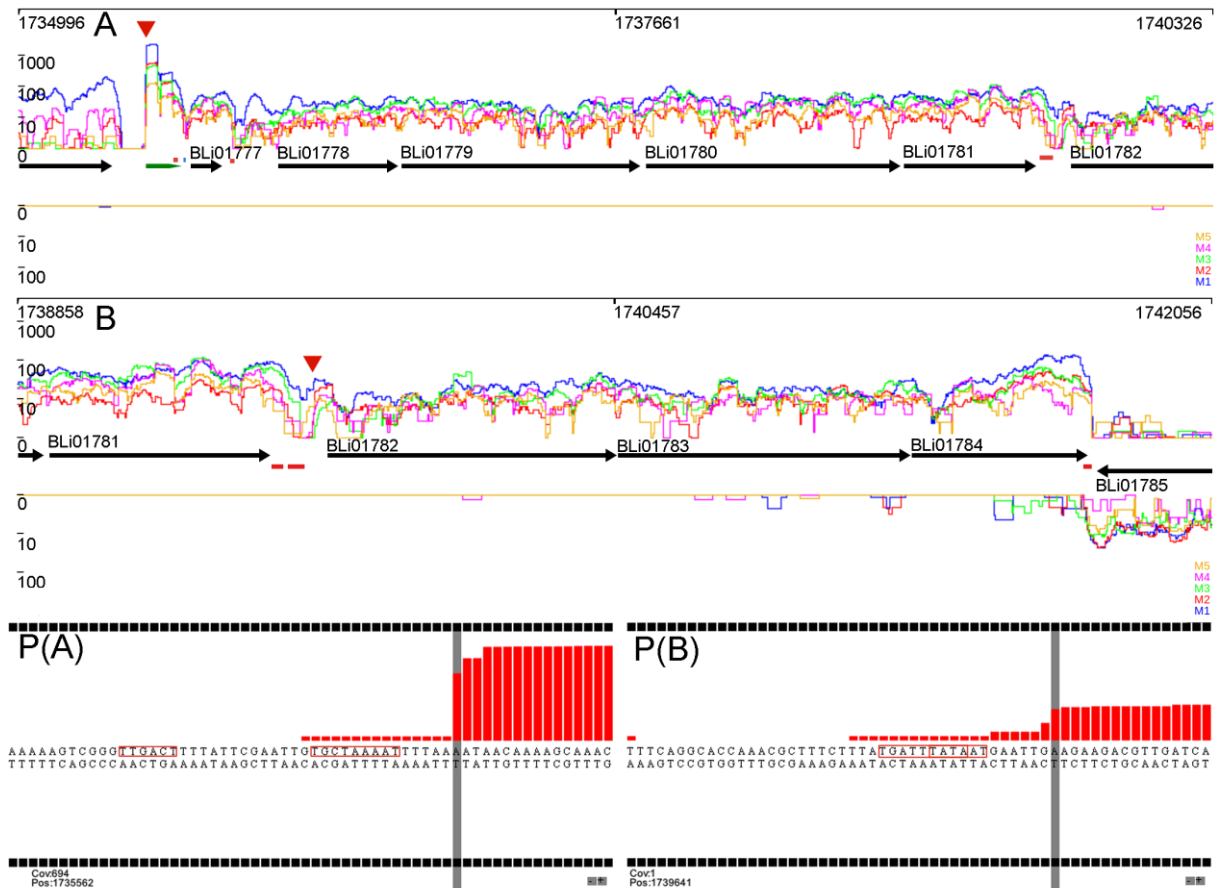 1734996
A
1737661
1740326
1000
100
10
0
BLi01777
BLi01778
BLi01779
BLi01780
BLi01781
BLi01782
0
10
100
M5
M4
M3
M2
M1
1738858
B
1740457
1742056
1000
100
10
0
BLi01781
BLi01782
BLi01783
BLi01784
BLi01785
0
10
100
M5
M4
M3
M2
M1
P(A)
AAAAAGTCGGGTTGACTTTTATTCGAATTGTGCTAAAATTTTAAAATAACAAAAGCAAAC
TTTTTCAGCCCAACTGAAAATAAGCTTAACACGATTTTAAAATTTTATTGTTTTCGTTTG
Cov:694
Pos:1735562
- +
P(B)
TTTCAGGCACCAAACGCTTTCTTTATGATTTATAATGAATTGAAGAAGACGTTGATCA
AAAGTCCGTGGTTTGCGAAAGAAATACTAAATATTACTTAACTTCTTCTGCAACTAGT
Cov:1
Pos:1739641
- +